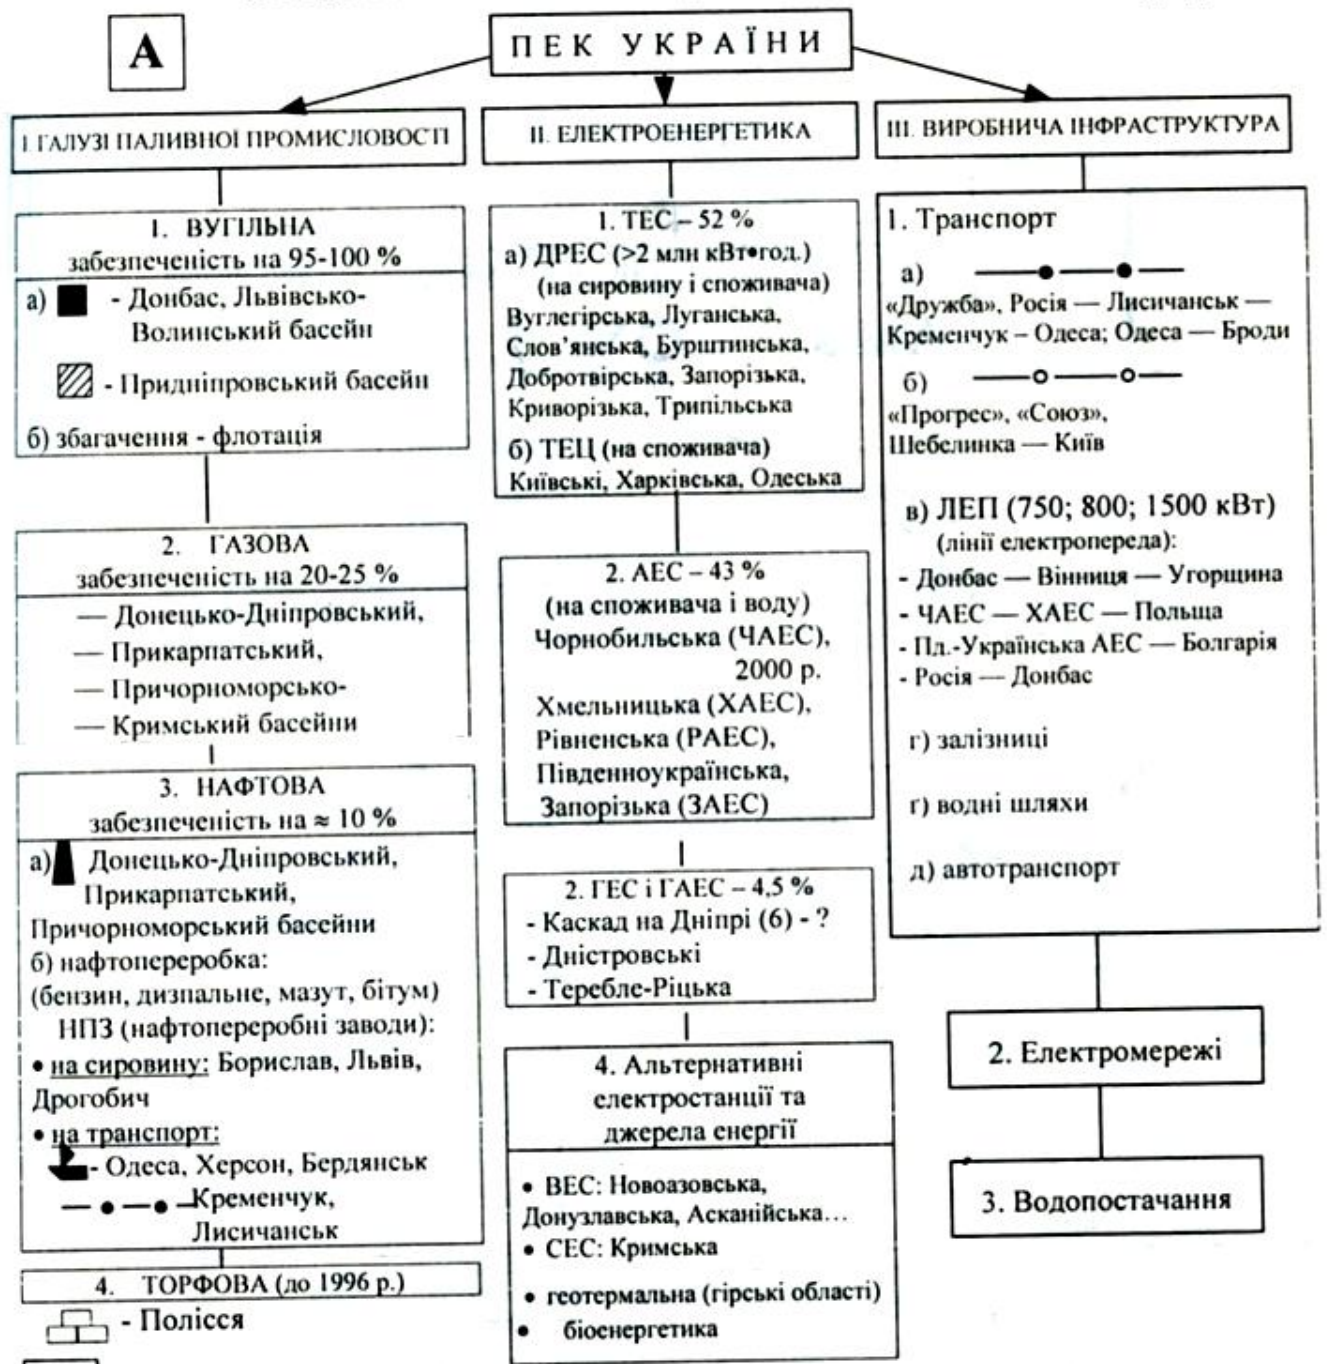 А
ПЕК УКРАЇНИ
І ГАЛУЗІ ПАЛИВНОЇ ПРОМИСЛОВОСТІ
1. ВУГІЛЬНА
забезпеченість на 95-100 %
а) - Донбас, Львівсько-
Волинський басейн
- Придніпровський басейн
б) збагачення - флотація
2. ГАЗОВА
забезпеченість на 20-25 %
— Донецько-Дніпровський,
— Прикарпатський,
— Причорноморсько-
— Кримський басейни
3. НАФТОВА
забезпеченість на ≈ 10 %
а) Донецько-Дніпровський,
Прикарпатський,
Причорноморський басейни
б) нафтопереробка:
(бензин, дизпальне, мазут, бітум)
НПЗ (нафтопереробні заводи):
• на сировину: Борислав, Львів,
Дрогобич
• на транспорт:
- Одеса, Херсон, Бердянськ
Кременчук,
Лисичанськ
4. ТОРФОВА (до 1996 р.)
- Полісся
ІІ. ЕЛЕКТРОЕНЕРГЕТИКА
1. ТЕС – 52 %
а) ДРЕС (>2 млн кВт•год.)
(на сировину і споживача)
Вуглегірська, Луганська,
Слов’янська, Бурштинська,
Добротвірська, Запорізька,
Криворізька, Трипільська
б) ТЕЦ (на споживача)
Київські, Харківська, Одеська
2. АЕС – 43 %
(на споживача і воду)
Чорнобильська (ЧАЕС),
2000 р.
Хмельницька (ХАЕС),
Рівненська (РАЕС),
Південноукраїнська,
Запорізька (ЗАЕС)
2. ГЕС і ГАЕС – 4,5 %
- Каскад на Дніпрі (6) - ?
- Дністровські
- Теребле-Ріцька
4. Альтернативні
електростанції та
джерела енергії
• ВЕС: Новоазовська,
Донузлавська, Асканійська…
• СЕС: Кримська
• геотермальна (гірські області)
• біоенергетика
ІІІ. ВИРОБНИЧА ІНФРАСТРУКТУРА
1. Транспорт
а)
«Дружба», Росія — Лисичанськ —
Кременчук – Одеса; Одеса — Броди
б)
«Прогрес», «Союз»,
Шебелинка — Київ
в) ЛЕП (750; 800; 1500 кВт)
(лінії електропереда):
- Донбас — Вінниця — Угорщина
- ЧАЕС — ХАЕС — Польща
- Пд.-Українська АЕС — Болгарія
- Росія — Донбас
г) залізниці
ґ) водні шляхи
д) автотранспорт
2. Електромережі
3. Водопостачання